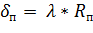 δп = λ * Rп